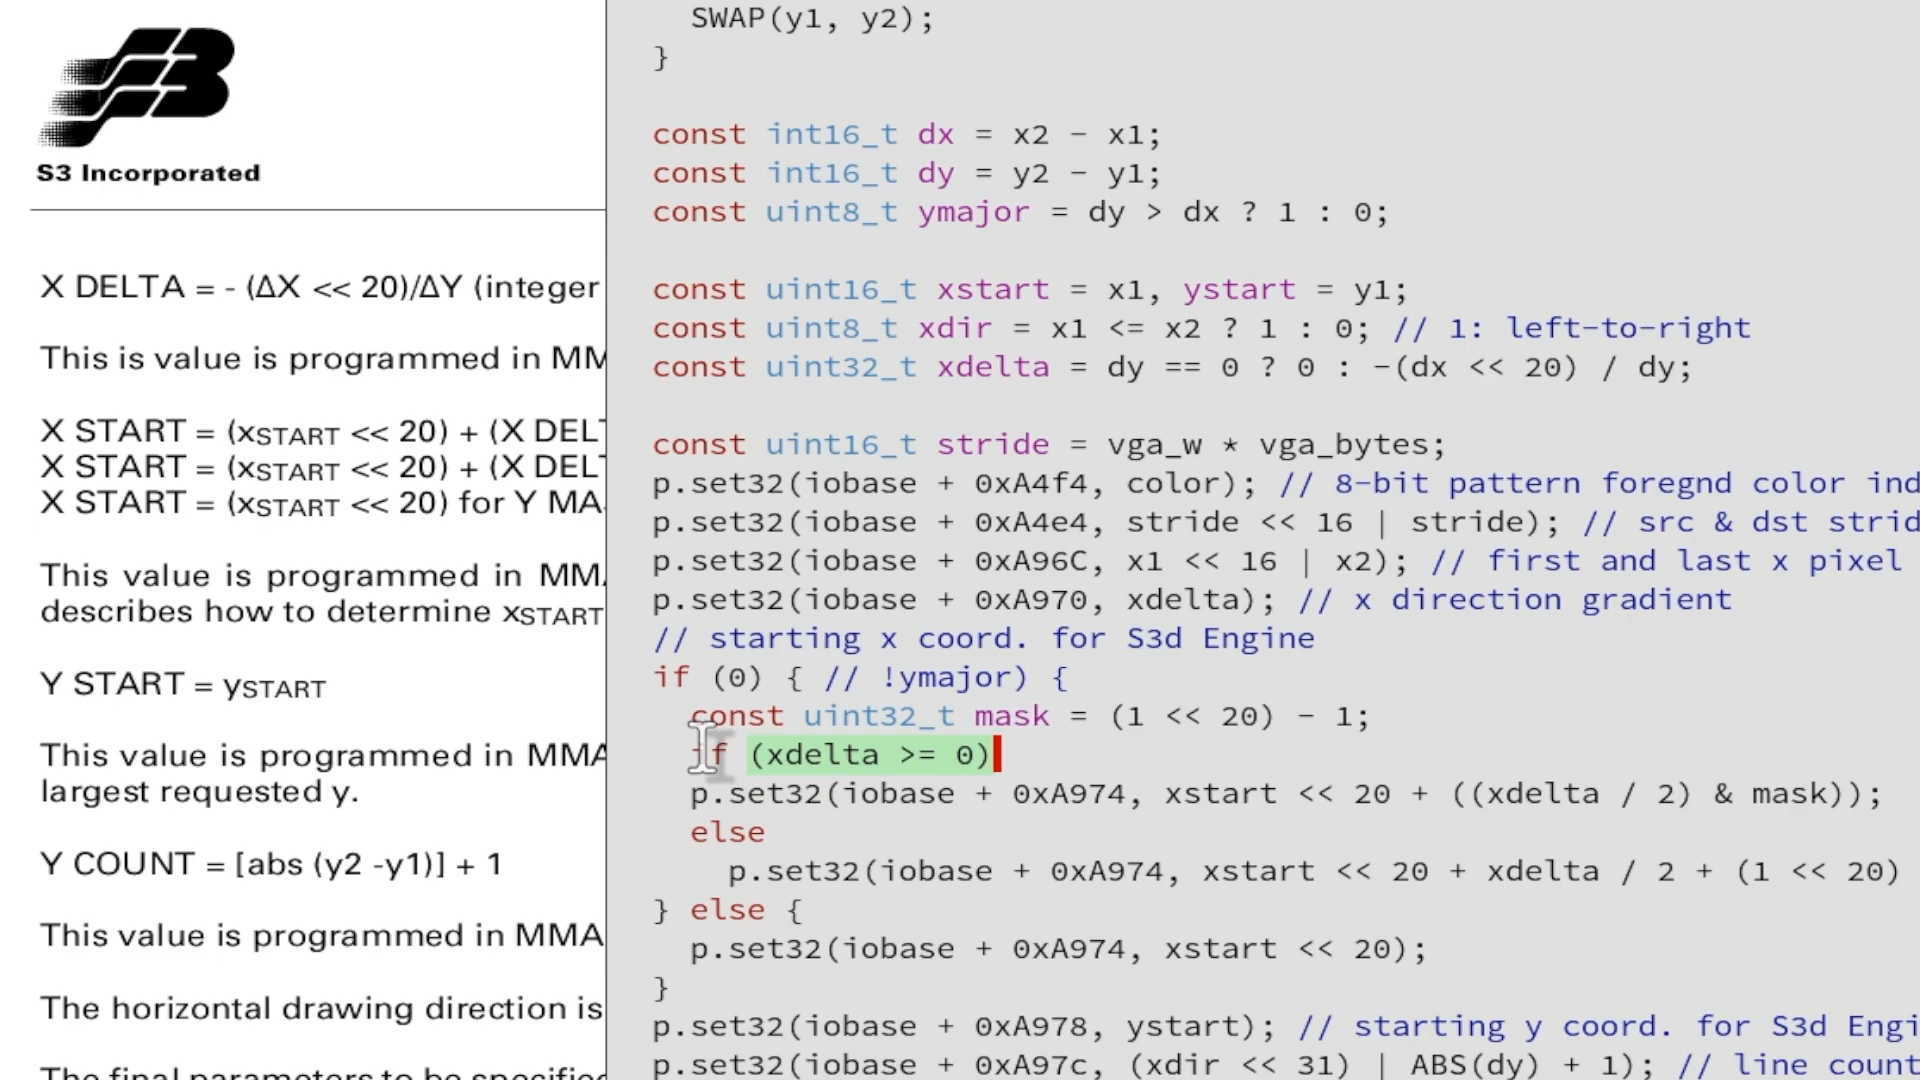 S3
S3 Incorporated
X DELTA = - (ΔX << 20)/ΔY (integer
This is value is programmed in MM
X START = (xSTART << 20) + (X DELT
X START = (xSTART << 20) + (X DEL
X START = (xSTART << 20) for Y MA
This value is programmed in MMA
describes how to determine xSTART
Y START = ySTART
This value is programmed in MMA
largest requested y.
Y COUNT = [abs (y2 -y1)] + 1
This value is programmed in MMA
The horizontal drawing direction is
The final parameters to be specified
SWAP(y1, y2);
}
const int16_t dx = x2 - x1;
const int16_t dy = y2 - y1;
const uint8_t ymajor = dy > dx ? 1 : 0;
const uint16_t xstart = x1, ystart = y1;
const uint8_t xdir = x1 <= x2 ? 1 : 0; // 1: left-to-right
const uint32_t xdelta = dy == 0 ? 0 : -(dx << 20) / dy;
const uint16_t stride = vga_w * vga_bytes;
p.set32(iobase + 0xA4f4, color); // 8-bit pattern foregnd color ind
p.set32(iobase + 0xA4e4, stride << 16 | stride); // src & dst strid
p.set32(iobase + 0xA96C, x1 << 16 | x2); // first and last x pixel
p.set32(iobase + 0xA970, xdelta); // x direction gradient
// starting x coord. for S3d Engine
if (0) { // !ymajor) {
const uint32_t mask = (1 << 20) - 1;
if (xdelta >= 0)
p.set32(iobase + 0xA974, xstart << 20 + ((xdelta / 2) & mask));
else
p.set32(iobase + 0xA974, xstart << 20 + xdelta / 2 + (1 << 20)
} else {
p.set32(iobase + 0xA974, xstart << 20);
}
p.set32(iobase + 0xA978, ystart); // starting y coord. for S3d Engi
p.set32(iobase + 0xA97c, (xdir << 31) | ABS(dy) + 1); // line count